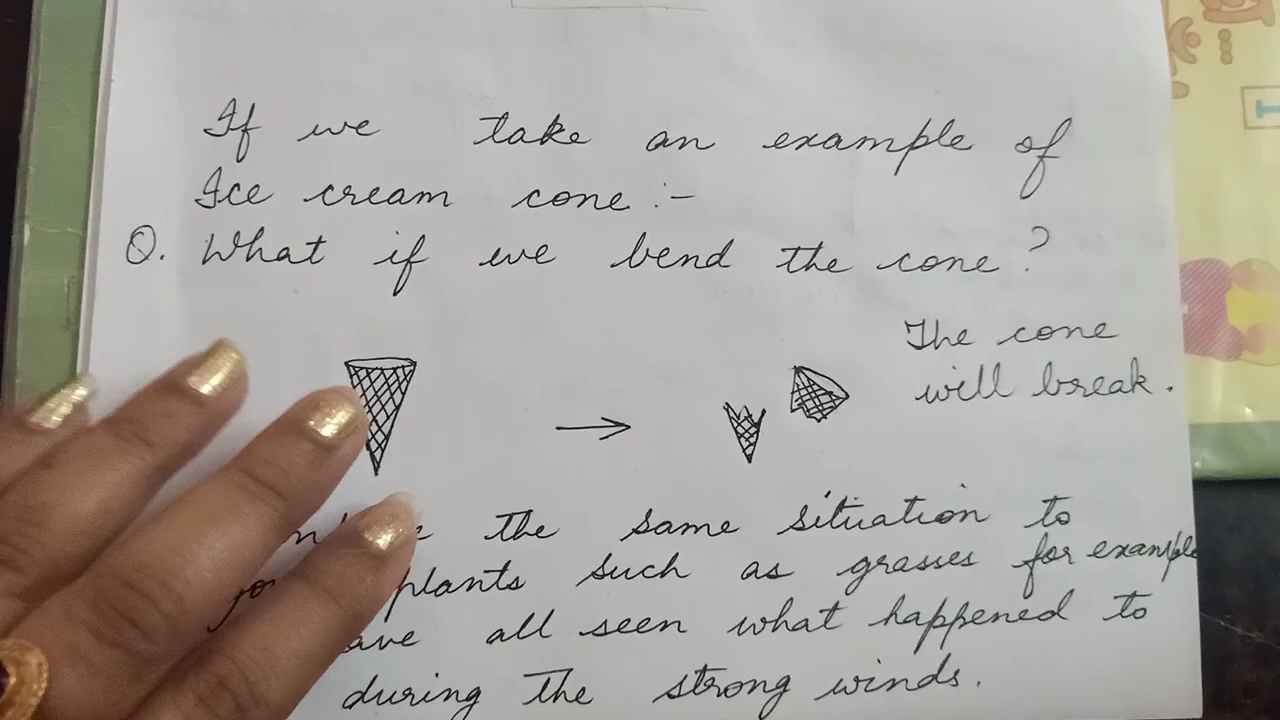 If we take an example of
Ice cream cone :-
Q. What if we bend the cone?
The cone
will break.
the same situation to
plants such as grasses for example
all seen what happened to
during the strong winds.